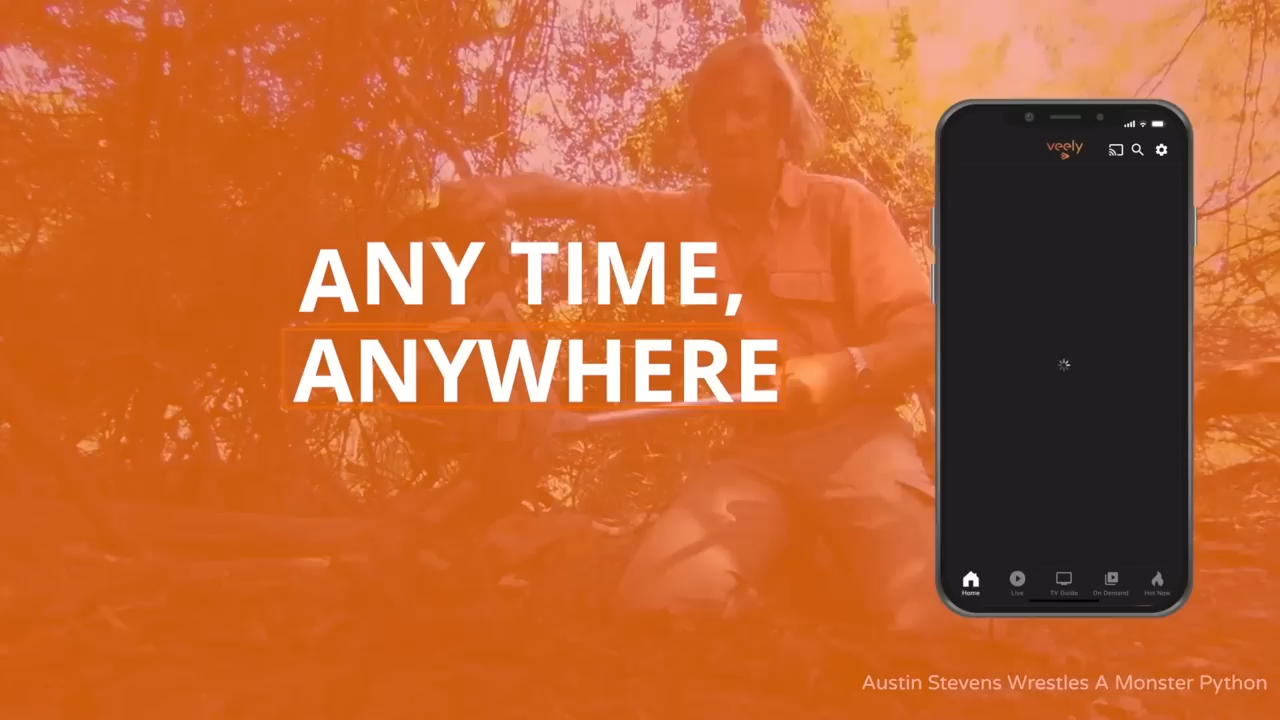 ANY TIME,
ANYWHERE
veely
Home
Live
TV Guide
On Demand
Hot Now
Austin Stevens Wrestles A Monster Python